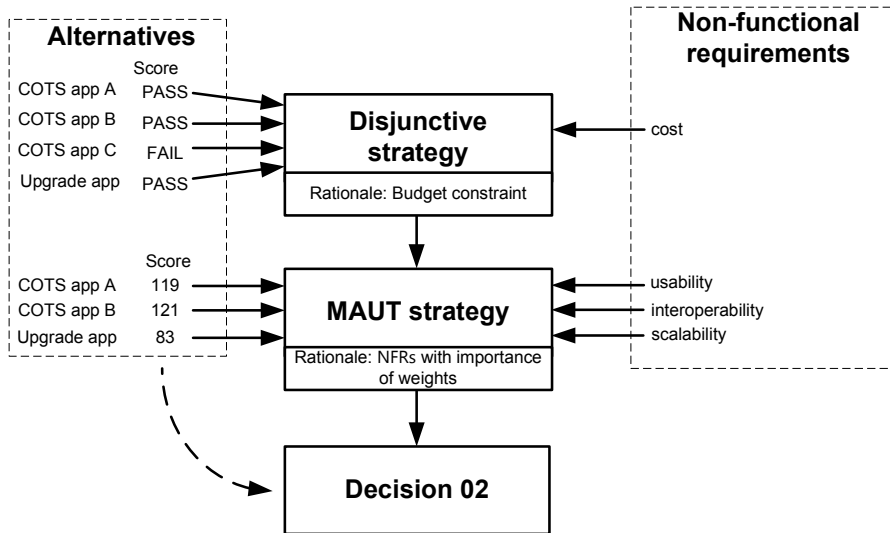 Alternatives
Score
COTS app A PASS
COTS app B PASS
COTS app C FAIL
Upgrade app PASS
Disjunctive
strategy
Rationale: Budget constraint
Non-functional
requirements
cost
Score
COTS app A 119
COTS app B 121
Upgrade app 83
MAUT strategy
Rationale: NFRs with importance
of weights
usability
interoperability
scalability
Decision 02